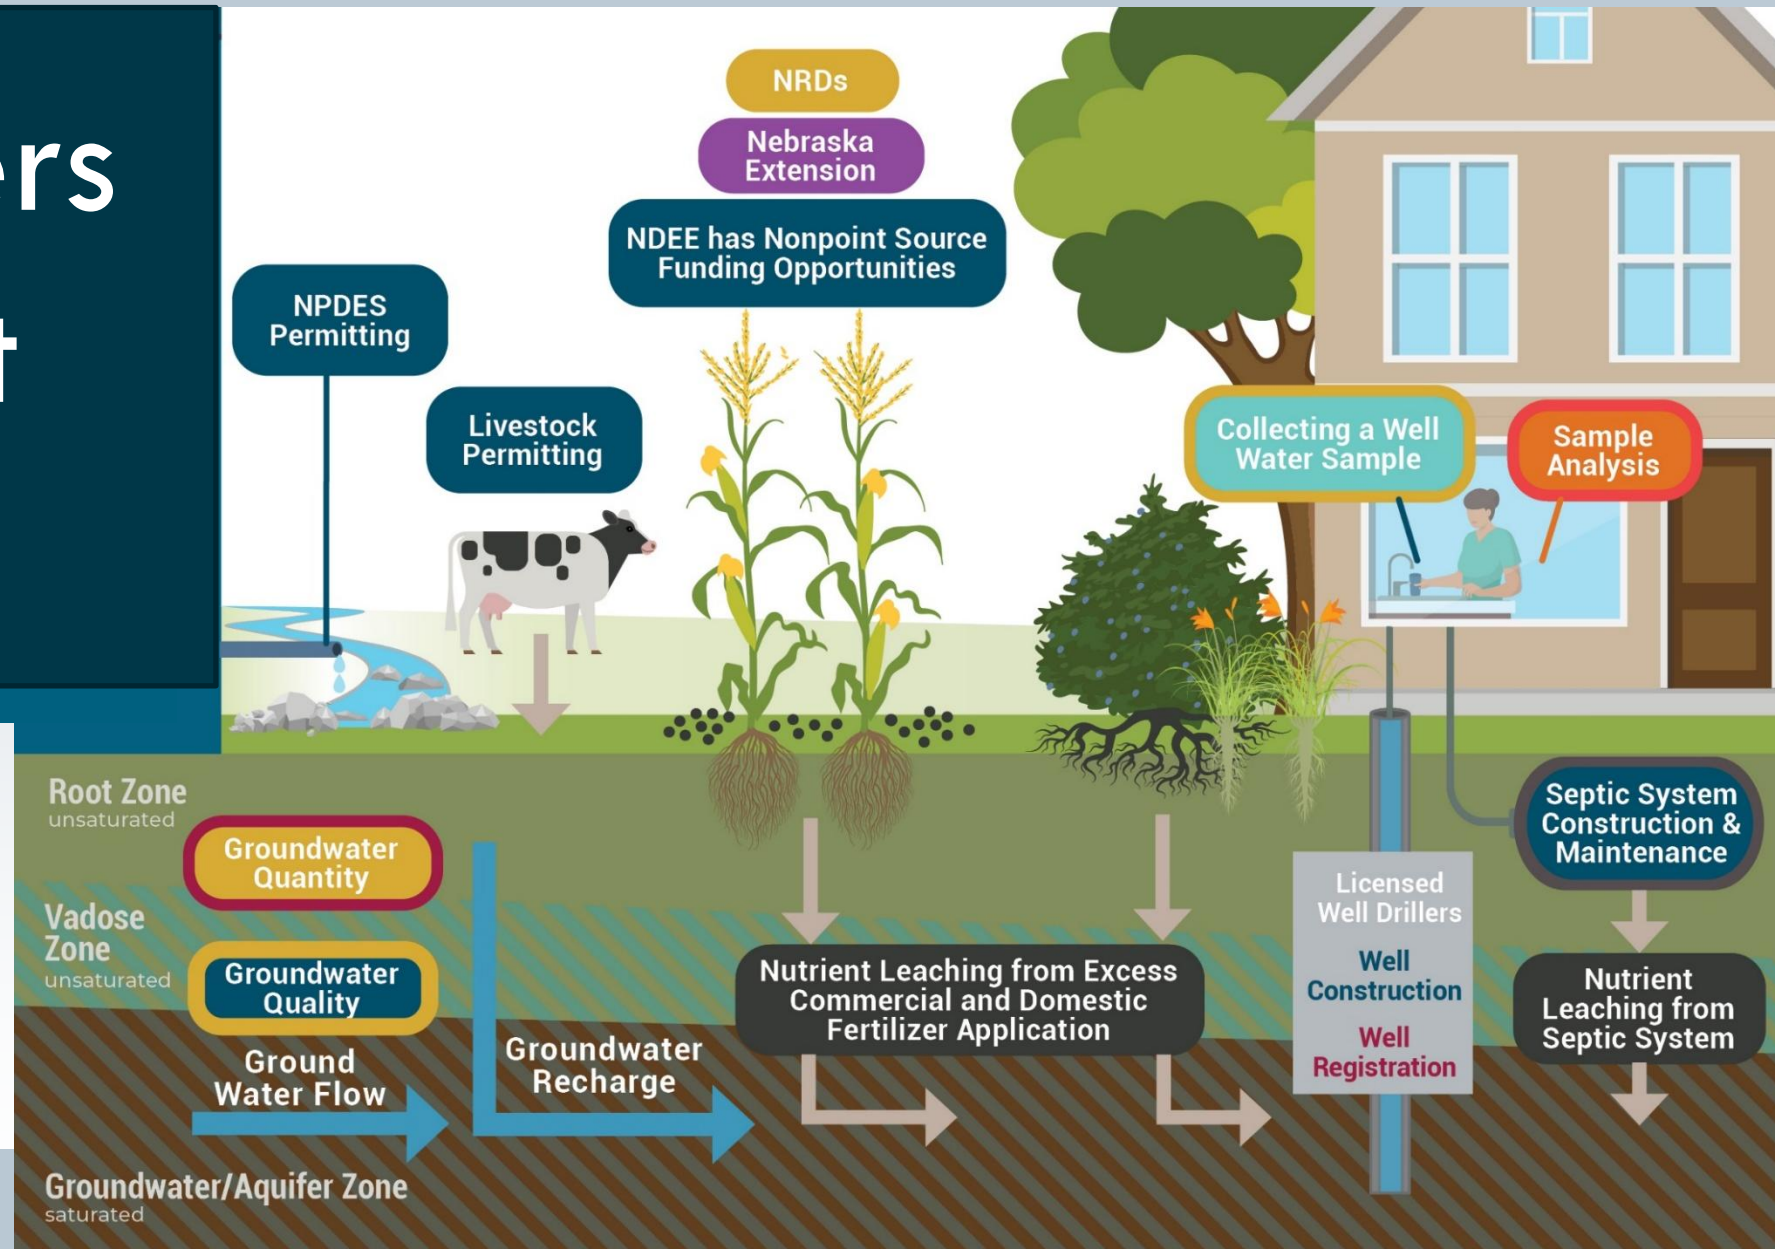 NRDs
Nebraska
Extension
NDEE has Nonpoint Source
Funding Opportunities
NPDES
Permitting
Livestock
Permitting
Collecting a Well
Water Sample
Sample
Analysis
Root Zone
unsaturated
Groundwater
Quantity
Vadose
Zone
unsaturated
Groundwater
Quality
Ground
Water Flow
Groundwater
Recharge
Nutrient Leaching from Excess
Commercial and Domestic
Fertilizer Application
Licensed
Well Drillers
Well
Construction
Well
Registration
Septic System
Construction &
Maintenance
Nutrient
Leaching from
Septic System
Groundwater/Aquifer Zone
saturated